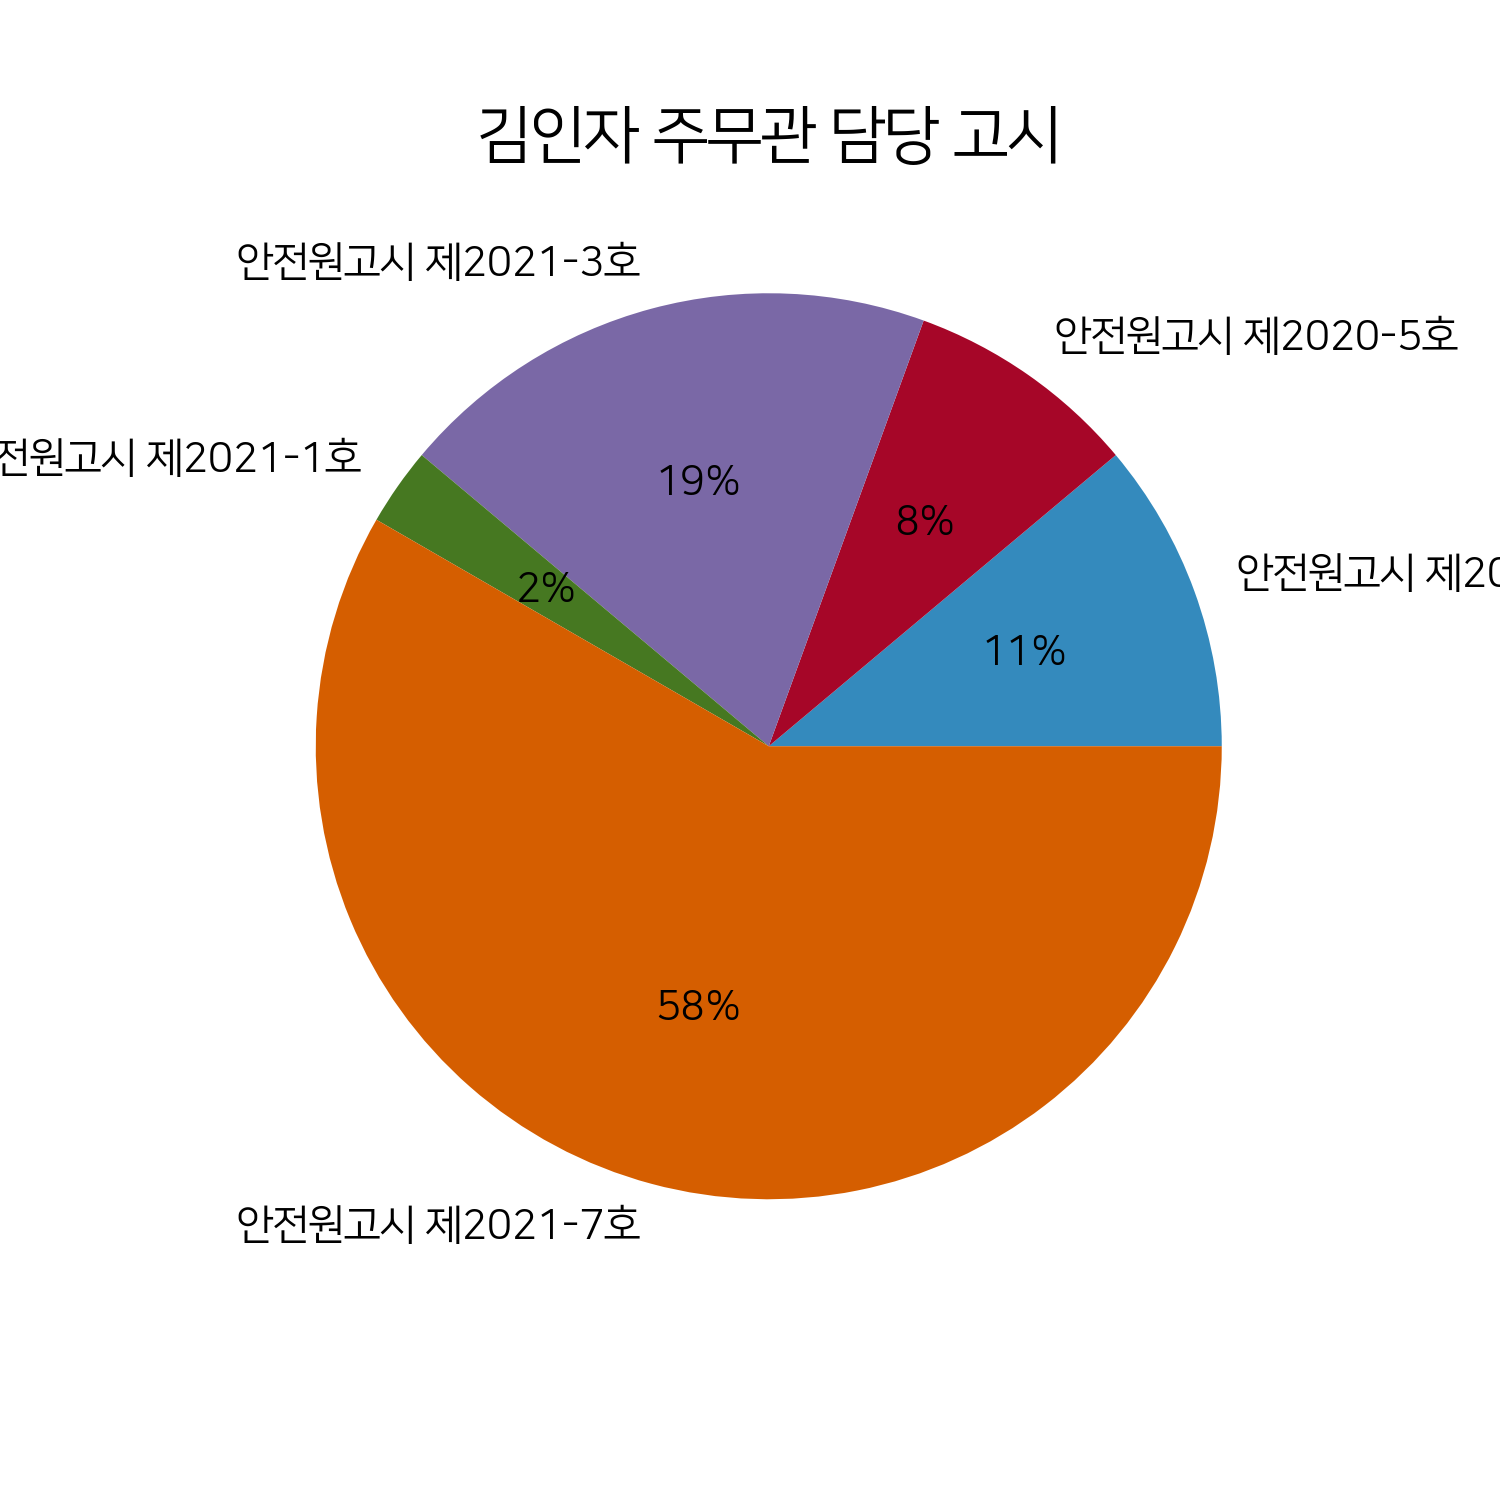 김인자 주무관 담당 고시
안전원고시 제2021-3호
안전원고시 제2020-5호
전원고시 제2021-1호
19%
8%
안전원고시 제20
2%
11%
58%
안전원고시 제2021-7호